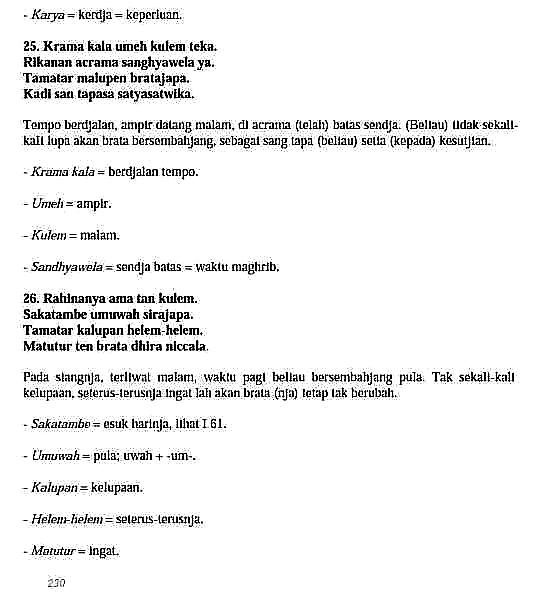 - Karya = kerdja = keperluan.
25. Krama kala umeh kulem teka.
Rikanan acrama sanghyawela ya.
Tamatar malupen bratajapa.
Kadi san tapasa satyasatwika.
Tempo berdjalan, ampir datang malam, di acrama (telah) batas sendja. (Beliau) tidak sekali-
kali lupa akan brata bersembahjang, sebagai sang tapa (beliau) setia (kepada) kesutjian.
- Krama kala = berdjalan tempo.
- Umeh = ampir.
- Kulem = malam.
- Sandhyawela = sendja batas = waktu maghrib.
26. Rahinanya ama tan kulem.
Sakatambe umuwah sirajapa.
Tamatar kalupan helem-helem.
Matutur ten brata dhira niccala.
Pada siangnja, terliwat malam, waktu pagi beliau bersembahjang pula. Tak sekali-kali
kelupaan, seterus-terusnja ingat lah akan brata (nja) tetap tak berubah.
- Sakatambe = esuk harinja, lihat I.61.
- Umuwah = pula; uwah + -um-.
- Kalupan = kelupaan.
- Helem-helem = seterus-terusnja.
- Matutur = ingat.
230